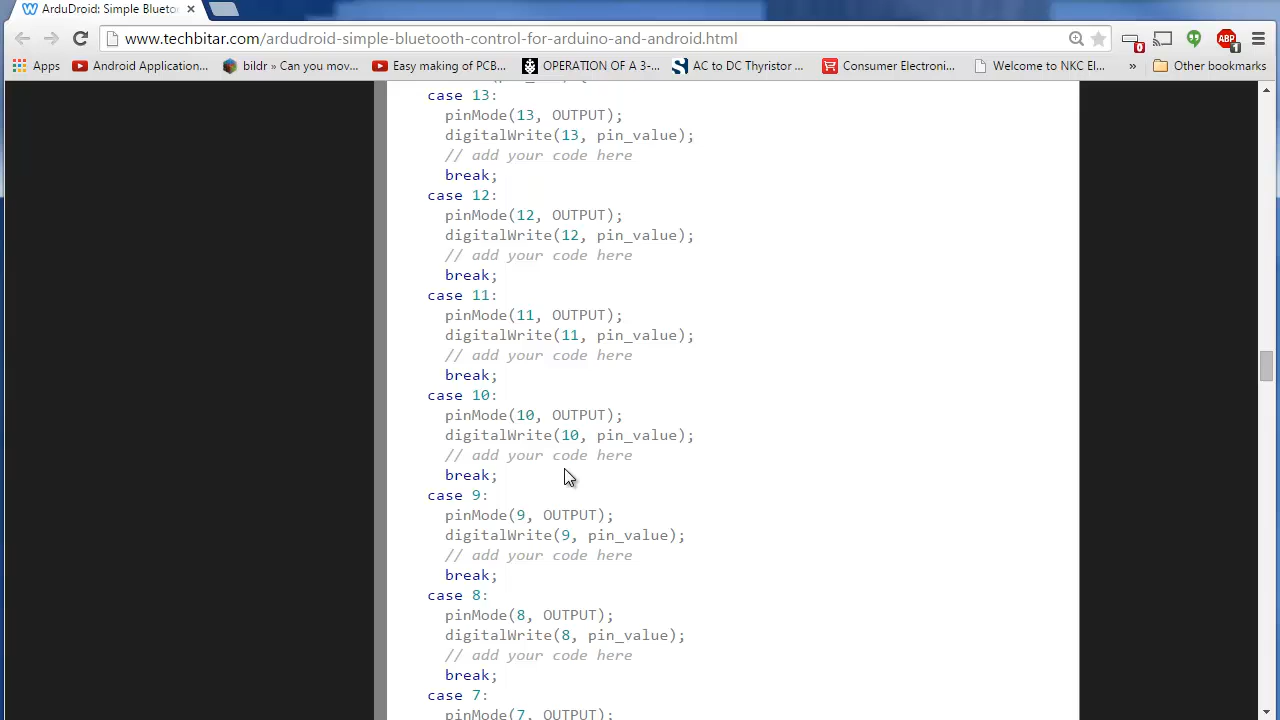 ArduDroid: Simple Blueto
www.techbitar.com/ardudroid-simple-bluetooth-control-for-arduino-and-android.html
ABP
0
1
Apps
Android Application...
bildr » Can you mov...
Easy making of PCB...
OPERATION OF A 3-...
AC to DC Thyristor ...
Consumer Electroni...
Welcome to NKC El...
»
Other bookmarks
case 13:
pinMode(13, OUTPUT);
digitalWrite(13, pin_value);
// add your code here
break;
case 12:
pinMode(12, OUTPUT);
digitalWrite(12, pin_value);
// add your code here
break;
case 11:
pinMode(11, OUTPUT);
digitalWrite(11, pin_value);
// add your code here
break;
case 10:
pinMode(10, OUTPUT);
digitalWrite(10, pin_value);
// add your code here
break;
case 9:
pinMode(9, OUTPUT);
digitalWrite(9, pin_value);
// add your code here
break;
case 8:
pinMode(8, OUTPUT);
digitalWrite(8, pin_value);
// add your code here
break;
case 7:
pinMode(7, OUTPUT);